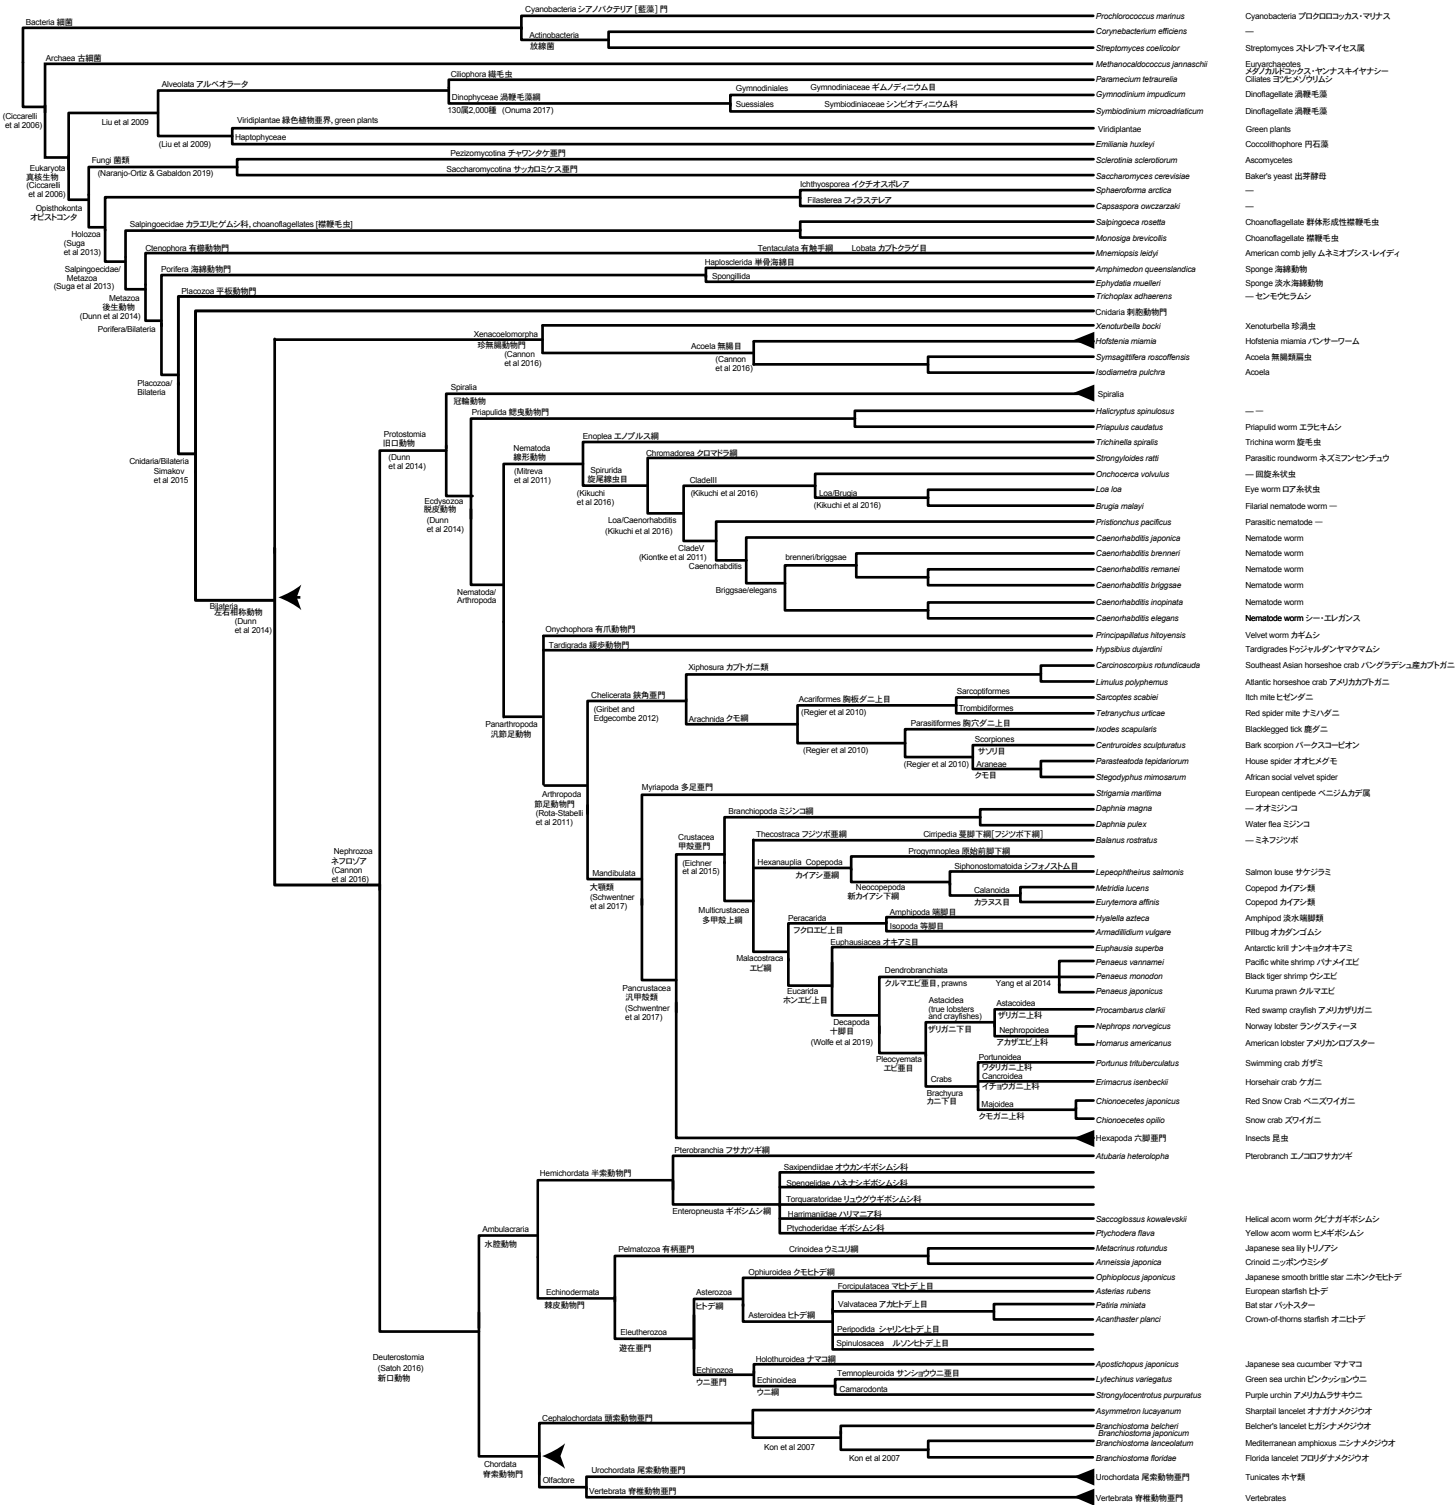 Cyanobacteria シアノバクテリア [藍藻] 門
Bacteria 細菌
Prochlorococcus marinus
Cyanobacteria プロクロロコッカス・マリナス
Actinobacteria
放線菌
Corynebacterium efficiens
—
Streptomyces coelicolor
Streptomyces ストレプトマイセス属
Archaea 古細菌
Methanocaldococcus jannaschii
Euryarchaeotes
メタノカルドコックス・ヤンナスキイヤナシー
Ciliophora 繊毛虫
Paramecium tetraurelia
Ciliates ヨツヒメゾウリムシ
Alveolata アルベオラータ
Gymnodiniales
Gymnodiniaceae ギムノディニウム目
Gymnodinium impudicum
Dinoflagellate 渦鞭毛藻
Dinophyceae 渦鞭毛藻綱
130属2,000種 (Onuma 2017)
Suessiales
Symbiodiniaceae シンビオディニウム科
Symbiodinium microadriaticum
Dinoflagellate 渦鞭毛藻
(Ciccarelli
et al 2006)
Liu et al 2009
Viridiplantae 緑色植物亜界, green plants
Viridiplantae
Green plants
(Liu et al 2009)
Haptophyceae
Emiliania huxleyi
Coccolithophore 円石藻
Eukaryota
真核生物
(Ciccarelli
et al 2006)
Fungi 菌類
(Naranjo-Ortiz & Gabaldon 2019)
Pezizomycotina チャワンタケ亜門
Sclerotinia sclerotiorum
Ascomycetes
Saccharomycotina サッカロミケス亜門
Saccharomyces cerevisiae
Baker's yeast 出芽酵母
Opisthokonta
オピストコンタ
Ichthyosporea イクチオスポレア
Sphaeroforma arctica
—
Filasterea フィラステレア
Capsaspora owczarzaki
—
Holozoa
(Suga
et al 2013)
Salpingoecidae カラエリヒゲムシ科, choanoflagellates [襟鞭毛虫]
Salpingoeca rosetta
Choanoflagellate 群体形成性襟鞭毛虫
Monosiga brevicollis
Choanoflagellate 襟鞭毛虫
Salpingoecidae/
Metazoa
(Suga et al 2013)
Ctenophora 有櫛動物門
Tentaculata 有触手綱
Lobata カブトクラゲ目
Mnemiopsis leidyi
American comb jelly ムネミオプシス・レイディ
Metazoa
後生動物
(Dunn et al 2014)
Porifera 海綿動物門
Haplosclerida 単骨海綿目
Amphimedon queenslandica
Sponge 海綿動物
Spongillida
Ephydatia muelleri
Sponge 淡水海綿動物
Porifera/Bilateria
Placozoa 平板動物門
Trichoplax adhaerens
— センモウヒラムシ
Cnidaria 刺胞動物門
Placozoa/
Bilateria
Xenacoelomorpha
珍無腸動物門
(Cannon
et al 2016)
Xenoturbella bocki
Xenoturbella 珍渦虫
Acoela 無腸目
(Cannon
et al 2016)
Hofstenia miamia
Hofstenia miamia パンサーワーム
Symsagittifera roscoffensis
Acoela 無腸類扁虫
Isodiametra pulchra
Acoela
Cnidaria/Bilateria
Simakov
et al 2015
Spiralia
冠輪動物
Spiralia
Protostomia
旧口動物
(Dunn
et al 2014)
Priapulida 鰓曳動物門
Halicryptus spinulosus
— —
Priapulus caudatus
Priapulid worm エラヒキムシ
Ecdysozoa
脱皮動物
(Dunn
et al 2014)
Nematoda
線形動物
(Mitreva
et al 2011)
Enoplea エノプルス綱
Trichinella spiralis
Trichina worm 旋毛虫
Spirurida
旋尾線虫目
(Kikuchi
et al 2016)
Chromadorea クロマドラ綱
Strongyloides ratti
Parasitic roundworm ネズミフンセンチュウ
Loa/Caenorhabditis
(Kikuchi et al 2016)
CladeIII
(Kikuchi et al 2016)
Onchocerca volvulus
— 回旋糸状虫
Loa/Brugia
(Kikuchi et al 2016)
Loa loa
Eye worm ロア糸状虫
Brugia malayi
Filarial nematode worm —
CladeV
(Kiontke et al 2011)
Pristionchus pacificus
Parasitic nematode —
Caenorhabditis
Caenorhabditis japonica
Nematode worm
brenneri/briggsae
Caenorhabditis brenneri
Nematode worm
Caenorhabditis remanei
Nematode worm
Briggsae/elegans
Caenorhabditis briggsae
Nematode worm
Caenorhabditis inopinata
Nematode worm
Caenorhabditis elegans
Nematode worm シー・エレガンス
Nematoda/
Arthropoda
Bilateria
左右相称動物
(Dunn
et al 2014)
Onychophora 有爪動物門
Principapillatus hitoyensis
Velvet worm カギムシ
Tardigrada 緩歩動物門
Hypsibius dujardini
Tardigrades ドゥジャルダンヤマクマムシ
Panarthropoda
汎節足動物
Chelicerata 鋏角亜門
(Giribet and
Edgecombe 2012)
Xiphosura カブトガニ類
Carcinoscorpius rotundicauda
Southeast Asian horseshoe crab バングラデシュ産カブトガニ
Limulus polyphemus
Atlantic horseshoe crab アメリカカブトガニ
Arachnida クモ綱
Acariformes 胸板ダニ上目
(Regier et al 2010)
Sarcoptiformes
Sarcoptes scabiei
Itch mite ヒゼンダニ
Trombidiformes
Tetranychus urticae
Red spider mite ナミハダニ
(Regier et al 2010)
Parasitiformes 胸穴ダニ上目
Ixodes scapularis
Blacklegged tick 鹿ダニ
(Regier et al 2010)
Scorpiones
サソリ目
Centruroides sculpturatus
Bark scorpion バークスコーピオン
Araneae
クモ目
Parasteatoda tepidariorum
House spider オオヒメグモ
Stegodyphus mimosarum
African social velvet spider
Arthropoda
節足動物門
(Rota-Stabelli
et al 2011)
Myriapoda 多足亜門
Strigamia maritima
European centipede ベニジムカデ属
Mandibulata
大顎類
(Schwentner
et al 2017)
Branchiopoda ミジンコ綱
Daphnia magna
— オオミジンコ
Daphnia pulex
Water flea ミジンコ
Crustacea
甲殻亜門
(Eichner
et al 2015)
Thecostraca フジツボ亜綱
Cirripedia 蔓脚下綱[フジツボ下綱]
Balanus rostratus
— ミネフジツボ
Hexanauplia
Copepoda
カイアシ亜綱
Progymnoplea 原始前脚下綱
Neocopepoda
新カイアシ下綱
Siphonostomatoida シフォノストム目
Lepeophtheirus salmonis
Salmon louse サケジラミ
Calanoida
カラヌス目
Metridia lucens
Copepod カイアシ類
Eurytemora affinis
Copepod カイアシ類
Multicrustacea
多甲殻上綱
Peracarida
フクロエビ上目
Amphipoda 端脚目
Hyalella azteca
Amphipod 淡水端脚類
Isopoda 等脚目
Armadillidium vulgare
Pillbug オカダンゴムシ
Malacostraca
エビ綱
Euphausiacea オキアミ目
Euphausia superba
Antarctic krill ナンキョクオキアミ
Eucarida
ホンエビ上目
Dendrobranchiata
クルマエビ亜目, prawns
Yang et al 2014
Penaeus vannamei
Pacific white shrimp バナメイエビ
Penaeus monodon
Black tiger shrimp ウシエビ
Penaeus japonicus
Kuruma prawn クルマエビ
Pancrustacea
汎甲殻類
(Schwentner
et al 2017)
Decapoda
十脚目
(Wolfe et al 2019)
Astacidea
(true lobsters
and crayfishes)
ザリガニ下目
Astacoidea
ザリガニ上科
Procambarus clarkii
Red swamp crayfish アメリカザリガニ
Nephropoidea
アカザエビ上科
Nephrops norvegicus
Norway lobster ラングスティーヌ
Homarus americanus
American lobster アメリカンロブスター
Pleocyemata
エビ亜目
Crabs
Brachyura
カニ下目
Portunoidea
ワタリガニ上科
Portunus trituberculatus
Swimming crab ガザミ
Cancroidea
イチョウガニ上科
Erimacrus isenbeckii
Horsehair crab ケガニ
Majoidea
クモガニ上科
Chionoecetes japonicus
Red Snow Crab ベニズワイガニ
Chionoecetes opilio
Snow crab ズワイガニ
Hexapoda 六脚亜門
Insects 昆虫
Nephrozoa
ネフロゾア
(Cannon
et al 2016)
Pterobranchia フサカツギ綱
Atubaria heterolopha
Pterobranch エノコロフサカツギ
Hemichordata 半索動物門
Saxipendiidae オウカンギボシムシ科
Spengelidae ハネナシギボシムシ科
Torquaratoridae リュウグウギボシムシ科
Enteropneusta ギボシムシ綱
Harrimaniidae ハリマニア科
Saccoglossus kowalevskii
Helical acorn worm クビナガギボシムシ
Ptychoderidae ギボシムシ科
Ptychodera flava
Yellow acorn worm ヒメギボシムシ
Ambulacraria
水腔動物
Pelmatozoa 有柄亜門
Crinoidea ウミユリ綱
Metacrinus rotundus
Japanese sea lily トリノアシ
Anneissia japonica
Crinoid ニッポンウミシダ
Echinodermata
棘皮動物門
Asterozoa
ヒトデ綱
Ophiuroidea クモヒトデ綱
Ophioplocus japonicus
Japanese smooth brittle star ニホンクモヒトデ
Asteroidea ヒトデ綱
Forcipulatacea マヒトデ上目
Asterias rubens
European starfish ヒトデ
Valvatacea アカヒトデ上目
Patiria miniata
Bat star バットスター
Acanthaster planci
Crown-of-thorns starfish オニヒトデ
Eleutherozoa
遊在亜門
Peripodida シャリンヒトデ上目
Spinulosacea ルソンヒトデ上目
Echinozoa
ウニ亜門
Holothuroidea ナマコ綱
Apostichopus japonicus
Japanese sea cucumber マナマコ
Echinoidea
ウニ綱
Temnopleuroida サンショウウニ亜目
Lytechinus variegatus
Green sea urchin ピンクッションウニ
Camarodonta
Strongylocentrotus purpuratus
Purple urchin アメリカムラサキウニ
Deuterostomia
(Satoh 2016)
新口動物
Cephalochordata 頭索動物亜門
Asymmetron lucayanum
Sharptail lancelet オナガナメクジウオ
Kon et al 2007
Branchiostoma belcheri
Belcher's lancelet ヒガシナメクジウオ
Branchiostoma japonicum
Kon et al 2007
Branchiostoma lanceolatum
Mediterranean amphioxus ニシナメクジウオ
Branchiostoma floridae
Florida lancelet フロリダナメクジウオ
Chordata
脊索動物門
Olfactore
Urochordata 尾索動物亜門
Urochordata 尾索動物亜門
Tunicates ホヤ類
Vertebrata 脊椎動物亜門
Vertebrata 脊椎動物亜門
Vertebrates